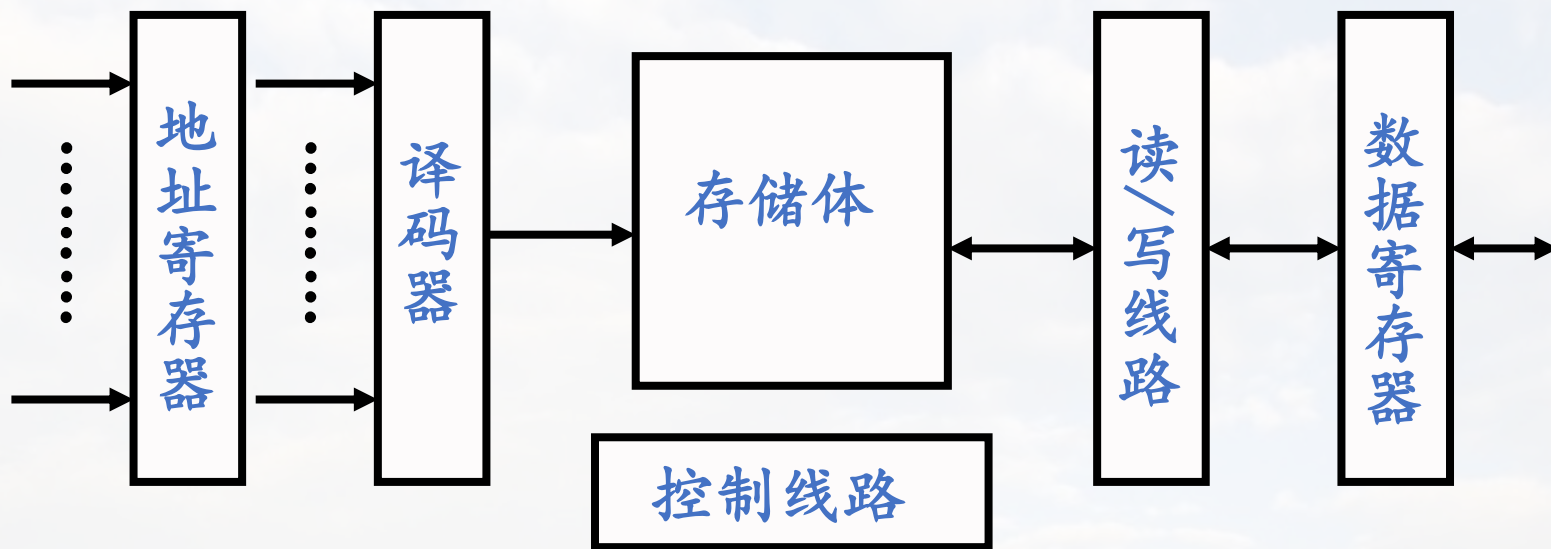 地址寄存器
译码器
存储体
读/写线路
数据寄存器
控制线路